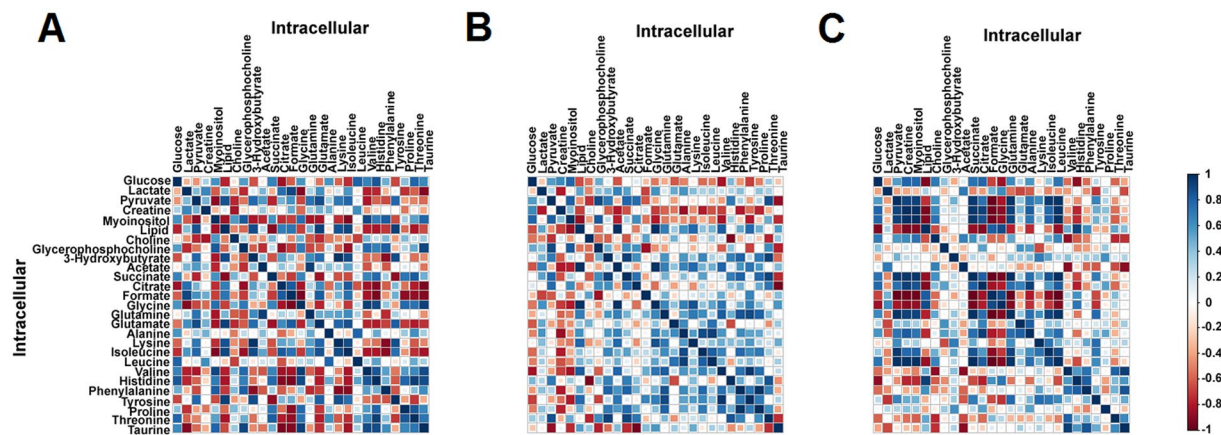 A
Intracellular
Glucose
Lactate
Pyruvate
Creatine
Myoinositol
Lipid
Choline
Glycerophosphocholine
3-Hydroxybutyrate
Acetate
Succinate
Citrate
Formate
Glycine
Glutamine
Glutamate
Alanine
Lysine
Isoleucine
Leucine
Valine
Histidine
Phenylalanine
Tyrosine
Proline
Threonine
Taurine
B
Intracellular
Glucose
Lactate
Pyruvate
Creatine
Myoinositol
Lipid
Choline
Glycerophosphocholine
3-Hydroxybutyrate
Acetate
Succinate
Citrate
Formate
Glycine
Glutamine
Glutamate
Alanine
Lysine
Isoleucine
Leucine
Valine
Histidine
Phenylalanine
Tyrosine
Proline
Threonine
Taurine
C
Intracellular
Glucose
Lactate
Pyruvate
Creatine
Myoinositol
Lipid
Choline
Glycerophosphocholine
3-Hydroxybutyrate
Acetate
Succinate
Citrate
Formate
Glycine
Glutamine
Glutamate
Alanine
Lysine
Isoleucine
Leucine
Valine
Histidine
Phenylalanine
Tyrosine
Proline
Threonine
Taurine
Intracellular
Glucose
Lactate
Pyruvate
Creatine
Myoinositol
Lipid
Choline
Glycerophosphocholine
3-Hydroxybutyrate
Acetate
Succinate
Citrate
Formate
Glycine
Glutamine
Glutamate
Alanine
Lysine
Isoleucine
Leucine
Valine
Histidine
Phenylalanine
Tyrosine
Proline
Threonine
Taurine
1
0.8
0.6
0.4
0.2
0
-0.2
-0.4
-0.6
-0.8
-1